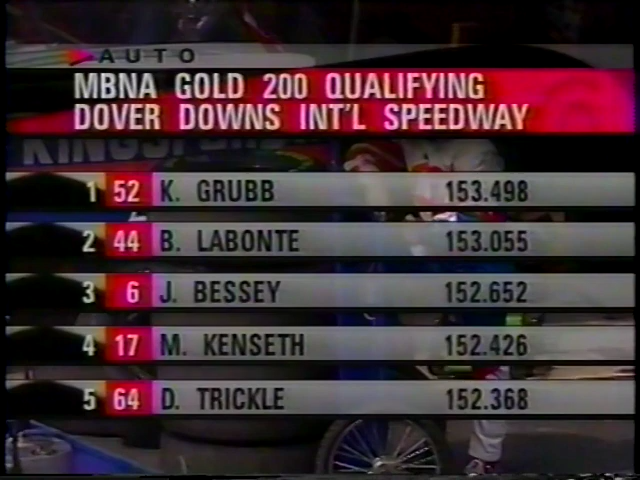 AUTO
MBNA GOLD 200 QUALIFYING
DOVER DOWNS INT'L SPEEDWAY
1 52 K. GRUBB 153.498
2 44 B. LABONTE 153.055
3 6 J. BESSEY 152.652
4 17 M. KENSETH 152.426
5 64 D. TRICKLE 152.368